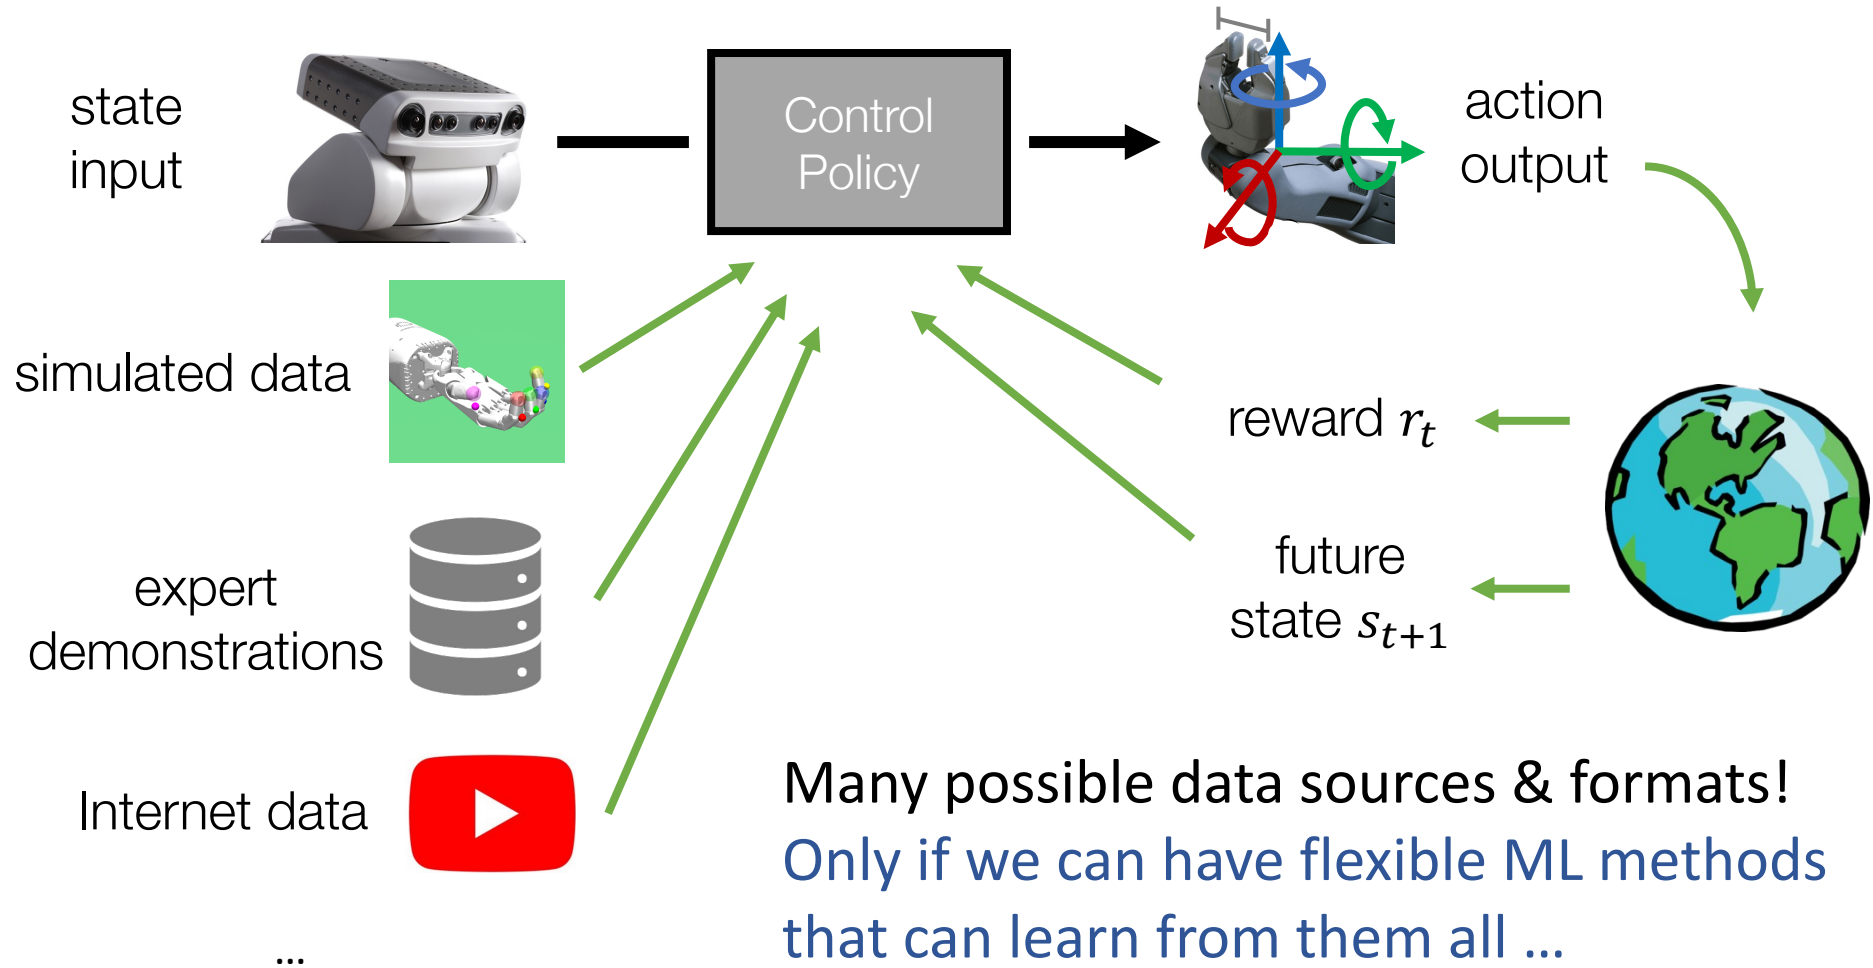 state
input
Control
Policy
action
output
simulated data
reward r_t
expert
demonstrations
future
state s_{t+1}
Internet data
Many possible data sources & formats!
Only if we can have flexible ML methods
that can learn from them all ...
...